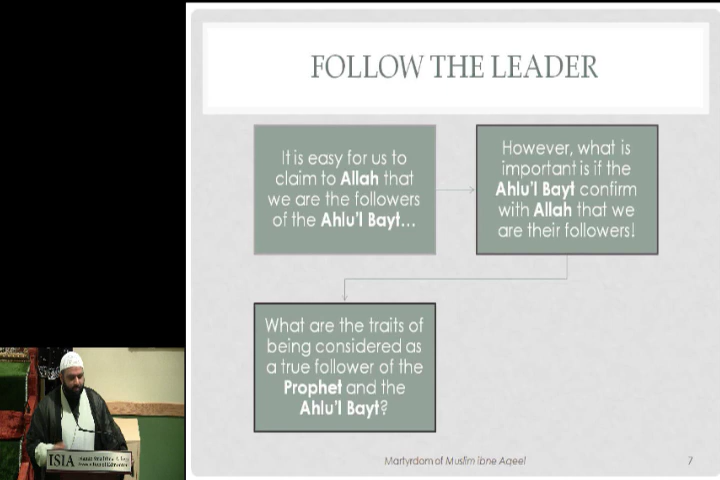 FOLLOW THE LEADER
It is easy for us to
claim to Allah that
we are the followers
of the Ahlu'l Bayt...
However, what is
important is if the
Ahlu'l Bayt confirm
with Allah that we
are their followers!
What are the traits of
being considered as
a true follower of the
Prophet and the
Ahlu'l Bayt?
Martyrdom of Muslim ibne Aqeel
7
ISIA